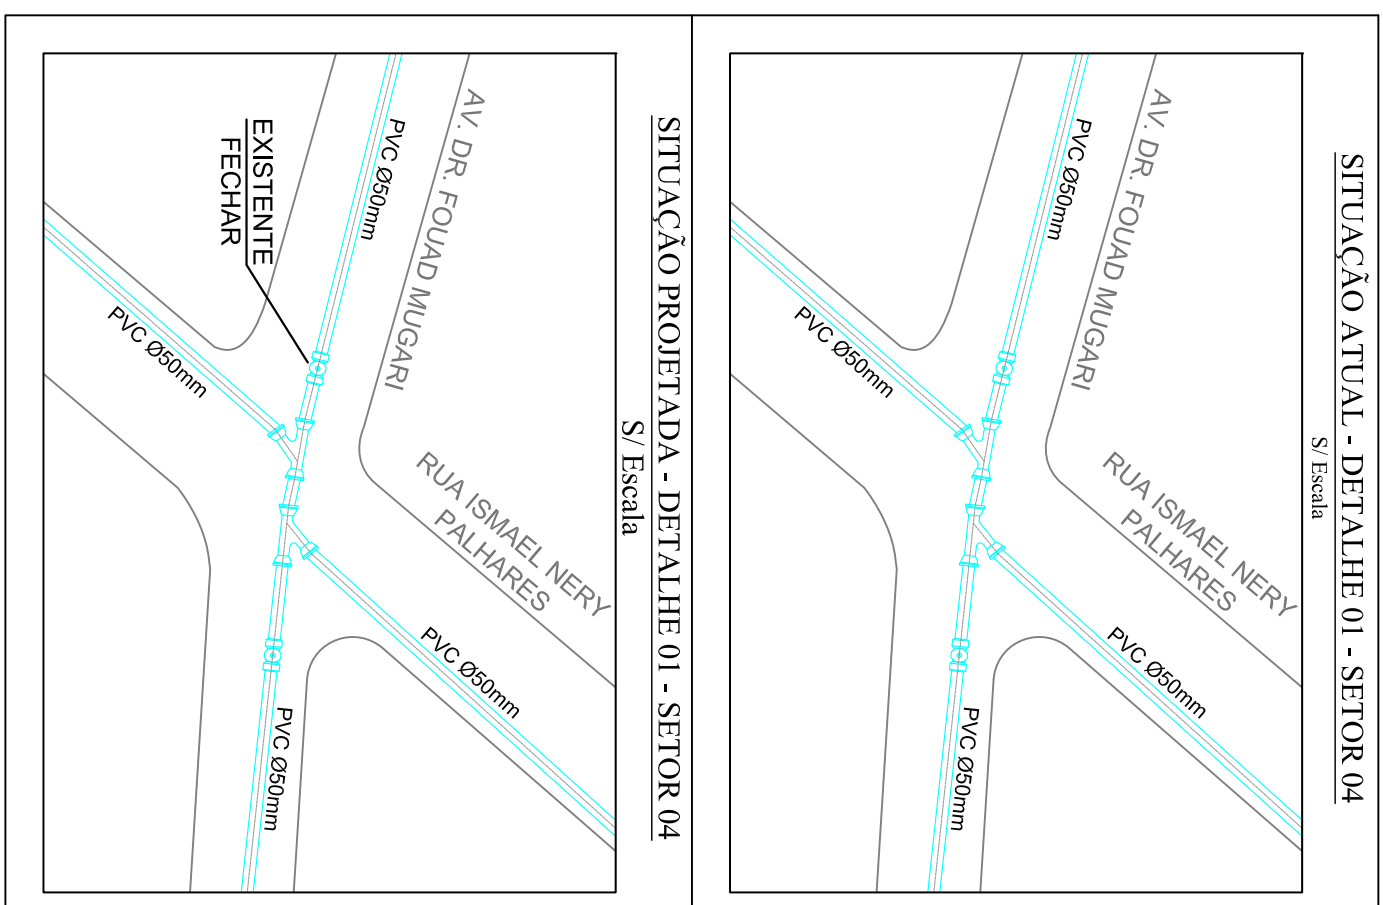 SITUAÇÃO ATUAL - DETALHE 01 - SETOR 04
S/ Escala
AV. DR. FOUAD MUGARI
PVC Ø50mm
PVC Ø50mm
RUA ISMAEL NERY
PALHARES
PVC Ø50mm
PVC Ø50mm
SITUAÇÃO PROJETADA - DETALHE 01 - SETOR 04
S/ Escala
AV. DR. FOUAD MUGARI
PVC Ø50mm
EXISTENTE
FECHAR
PVC Ø50mm
RUA ISMAEL NERY
PALHARES
PVC Ø50mm
PVC Ø50mm